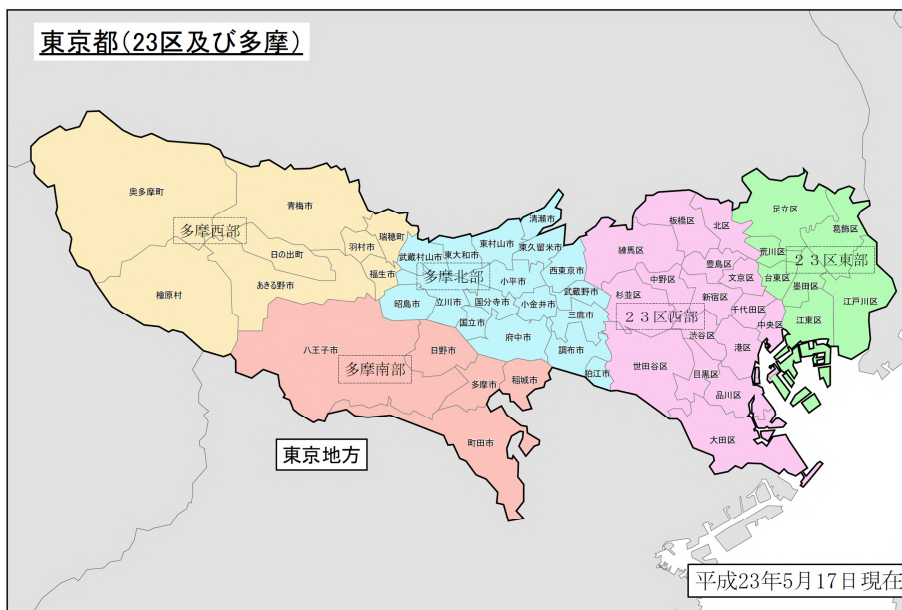 東京都(23区及び多摩)
奥多摩町
青梅市
多摩西部
瑞穂町
羽村市
日の出町
福生市
あきる野市
檜原村
清瀬市
東村山市
東久留米市
武蔵村山市
東大和市
多摩北部
西東京市
小平市
武蔵野市
昭島市
立川市
国分寺市
小金井市
三鷹市
国立市
府中市
調布市
狛江市
八王子市
日野市
多摩南部
多摩市
稲城市
町田市
板橋区
北区
練馬区
豊島区
中野区
文京区
杉並区
新宿区
23区西部
千代田区
渋谷区
中央区
港区
世田谷区
目黒区
品川区
大田区
足立区
葛飾区
荒川区
23区東部
台東区
墨田区
江戸川区
江東区
東京地方
平成23年5月17日現在